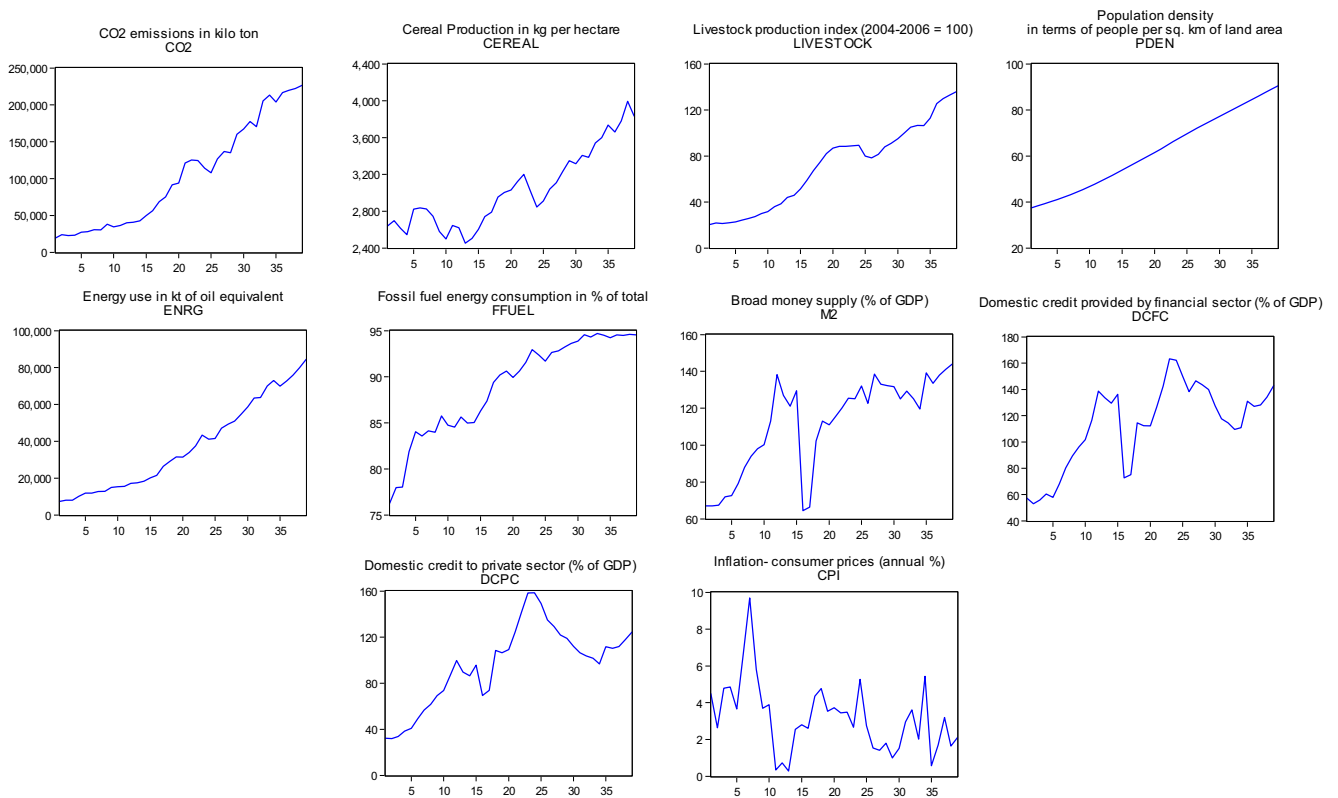 CO2 emissions in kilo ton
CO2
250,000
200,000
150,000
100,000
50,000
0
5 10 15 20 25 30 35
Cereal Production in kg per hectare
CEREAL
4,400
4,000
3,600
3,200
2,800
2,400
5 10 15 20 25 30 35
Livestock production index (2004-2006 = 100)
LIVESTOCK
160
120
80
40
0
5 10 15 20 25 30 35
Population density
in terms of people per sq. km of land area
PDEN
100
80
60
40
20
5 10 15 20 25 30 35
Energy use in kt of oil equivalent
ENRG
100,000
80,000
60,000
40,000
20,000
0
5 10 15 20 25 30 35
Fossil fuel energy consumption in % of total
FFUEL
95
90
85
80
75
5 10 15 20 25 30 35
Broad money supply (% of GDP)
M2
160
140
120
100
80
60
5 10 15 20 25 30 35
Domestic credit provided by financial sector (% of GDP)
DCFC
180
160
140
120
100
80
60
40
5 10 15 20 25 30 35
Domestic credit to private sector (% of GDP)
DCPC
160
120
80
40
0
5 10 15 20 25 30 35
Inflation- consumer prices (annual %)
CPI
10
8
6
4
2
0
5 10 15 20 25 30 35